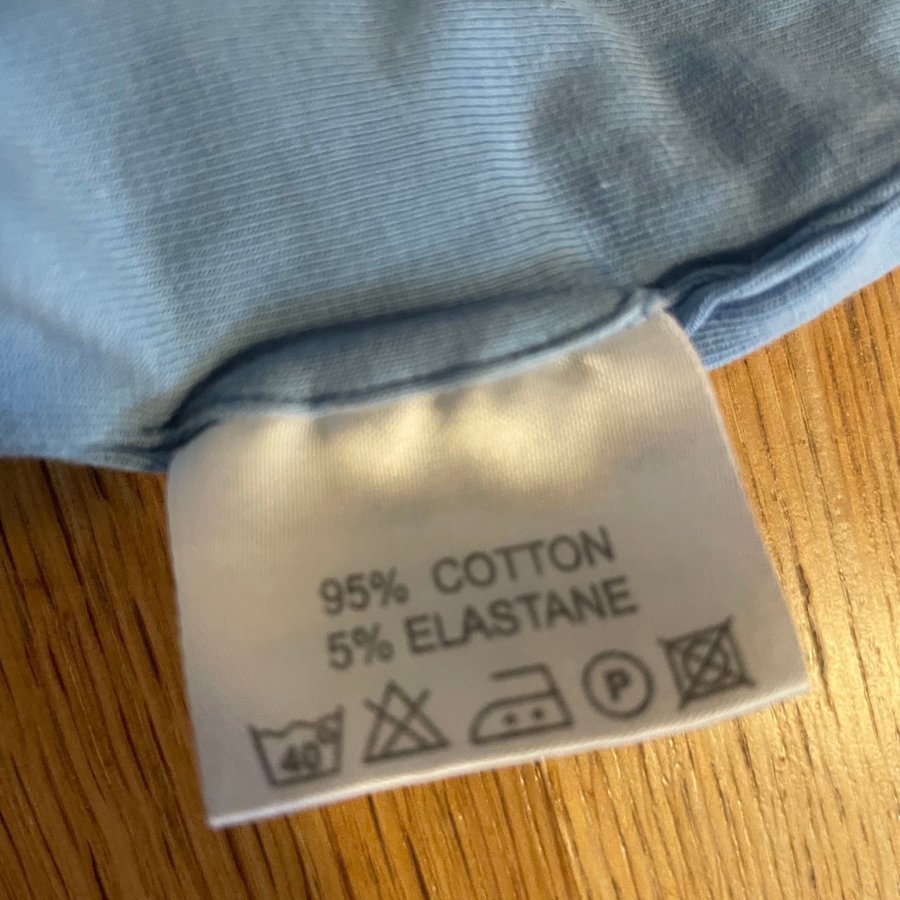 95% COTTON
5% ELASTANE
40° P